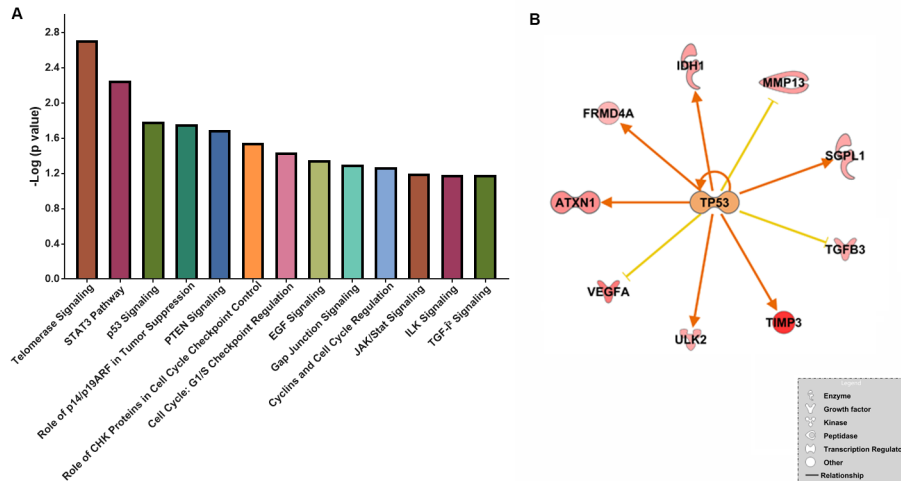 A
-Log (p value)
2.8
2.4
2.0
1.6
1.2
0.8
0.4
0.0
Telomerase Signaling
STAT3 Pathway
p53 Signaling
Role of p14/p19ARF in Tumor Suppression
PTEN Signaling
Role of CHK Proteins in Cell Cycle Checkpoint Control
Cell Cycle: G1/S Checkpoint Regulation
EGF Signaling
Gap Junction Signaling
Cyclins and Cell Cycle Regulation
JAK/Stat Signaling
ILK Signaling
TGF-β Signaling
B
IDH1
MMP13
FRMD4A
SGPL1
ATXN1
TP53
TGFB3
VEGFA
TIMP3
ULK2
Legend
Enzyme
Growth factor
Kinase
Peptidase
Transcription Regulato
Other
Relationship